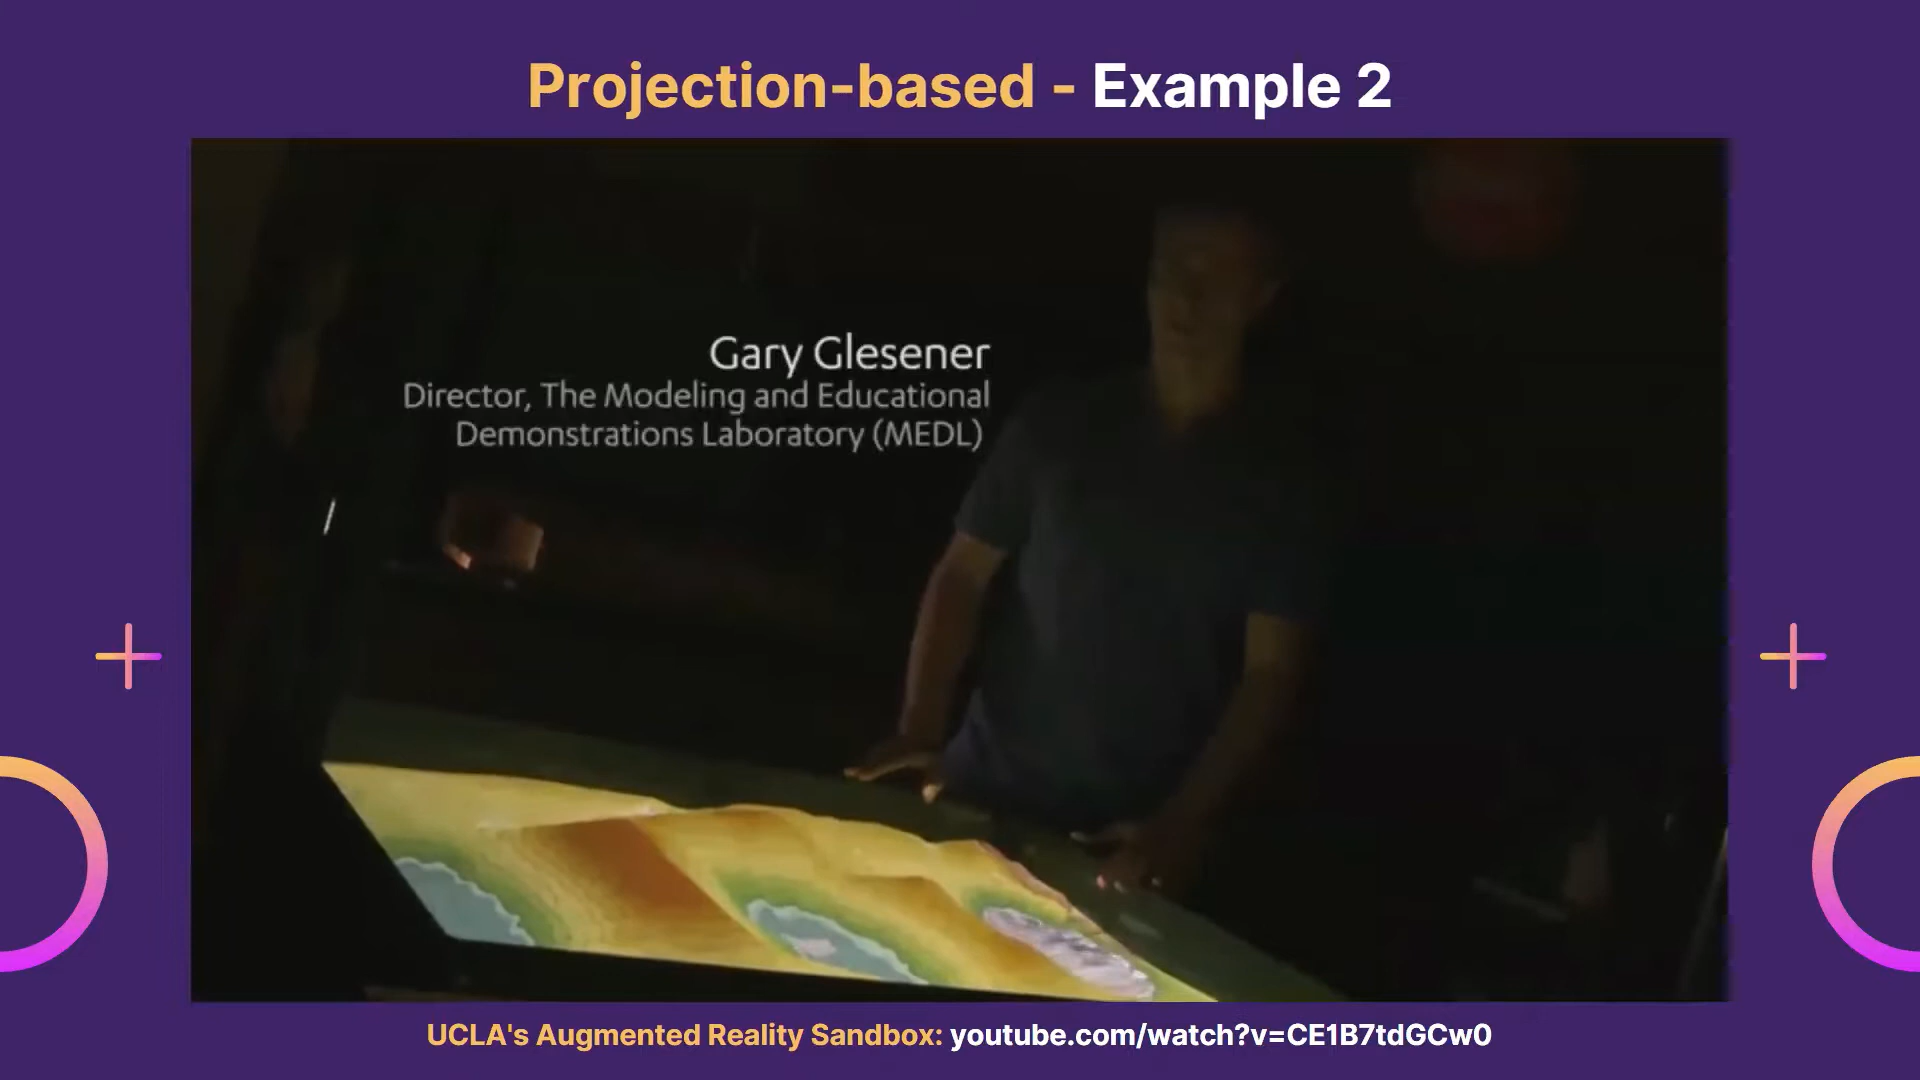 Projection-based - Example 2
Gary Glesener
Director, The Modeling and Educational
Demonstrations Laboratory (MEDL)
UCLA's Augmented Reality Sandbox: youtube.com/watch?v=CE1B7tdGCw0